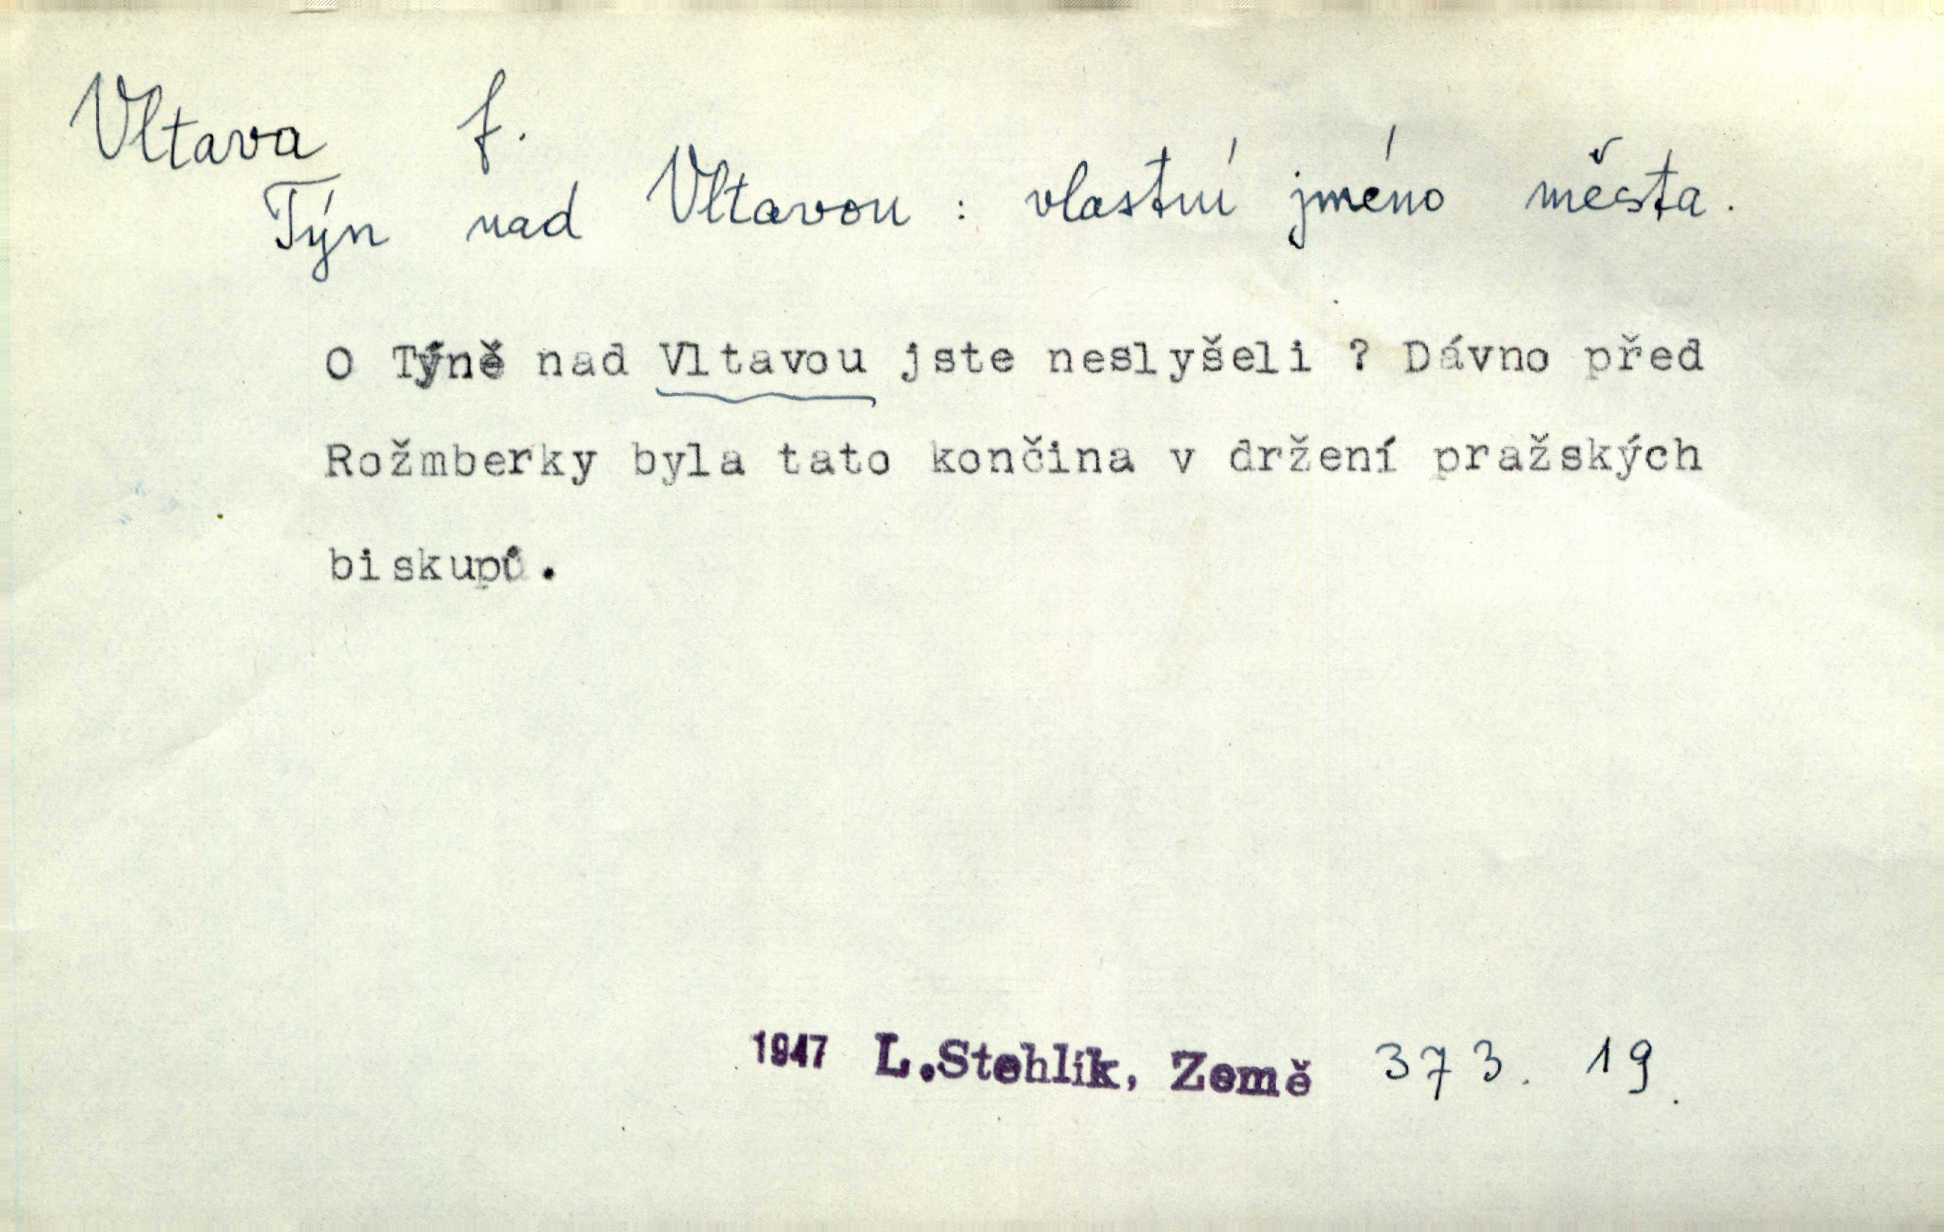 Vltava f.
Týn nad Vltavou : vlastní jméno města.
O Týně nad Vltavou jste neslyšeli ? Dávno před
Rožmberky byla tato končina v držení pražských
biskupů.
1947 L.Stehlík, Země 373. 19.